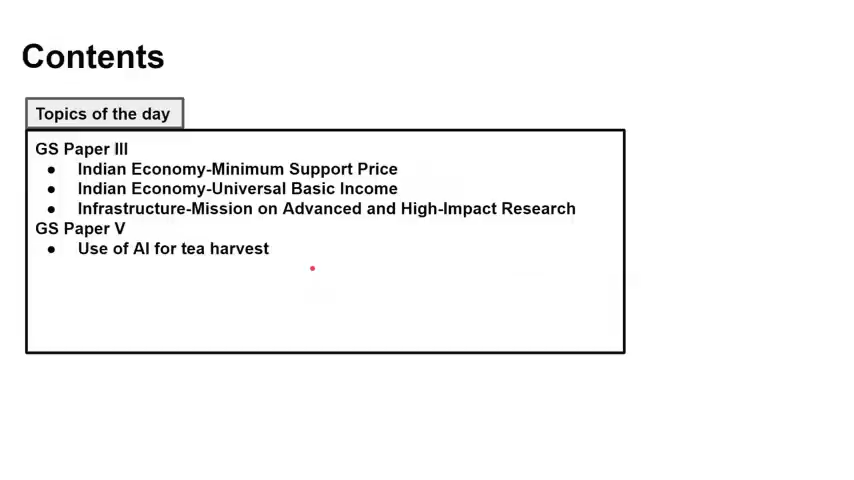 Contents
Topics of the day
GS Paper III
● Indian Economy-Minimum Support Price
● Indian Economy-Universal Basic Income
● Infrastructure-Mission on Advanced and High-Impact Research
GS Paper V
● Use of AI for tea harvest